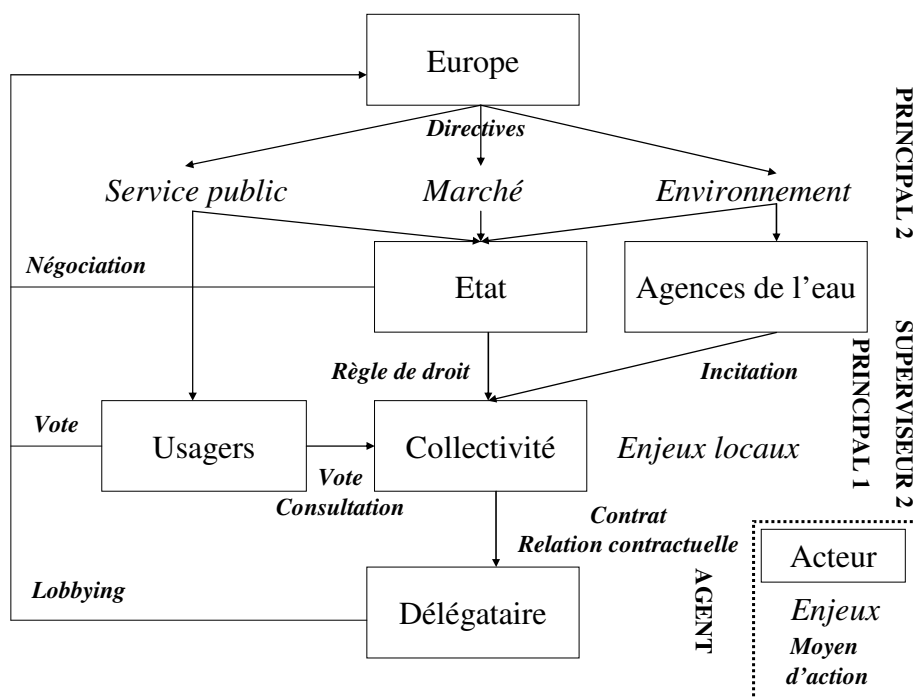 Europe
Directives
Service public
Marché
Environnement
PRINCIPAL 2
Négociation
Etat
Agences de l’eau
Règle de droit
Incitation
PRINCIPAL 1
SUPERVISEUR 2
Vote
Usagers
Collectivité
Enjeux locaux
Vote
Consultation
Contrat
Relation contractuelle
Lobbying
Délégataire
AGENT
Acteur
Enjeux
Moyen
d’action